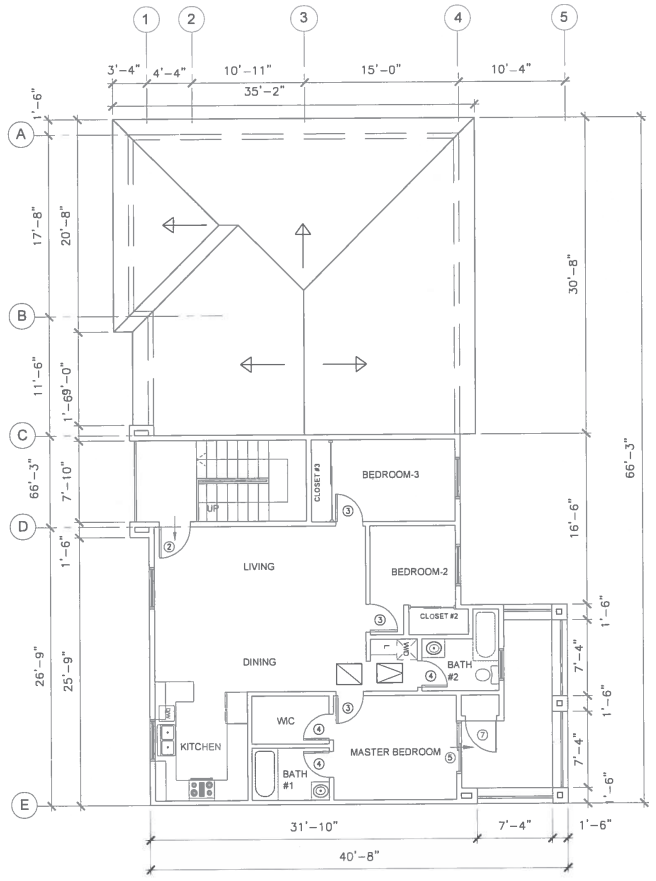 1 2 3 4 5
3'-4" 4'-4" 10'-11" 15'-0" 10'-4"
35'-2"
1'-6"
A
17'-8" 20'-8"
30'-8"
B
11'-6" 1'-69'-0"
C
66'-3" 7'-10"
66'-3"
CLOSET #3
BEDROOM-3
UP
3
D
2
1'-6"
16'-6"
LIVING
BEDROOM-2
3
CLOSET #2
1'-6"
26'-9" 25'-9"
L W/D
DINING
BATH
#2
4
7'-4"
3
1'-6"
WIC
4
D/W
KITCHEN
MASTER BEDROOM
5
7
7'-4"
4
BATH
#1
1'-6"
E
31'-10" 7'-4" 1'-6"
40'-8"